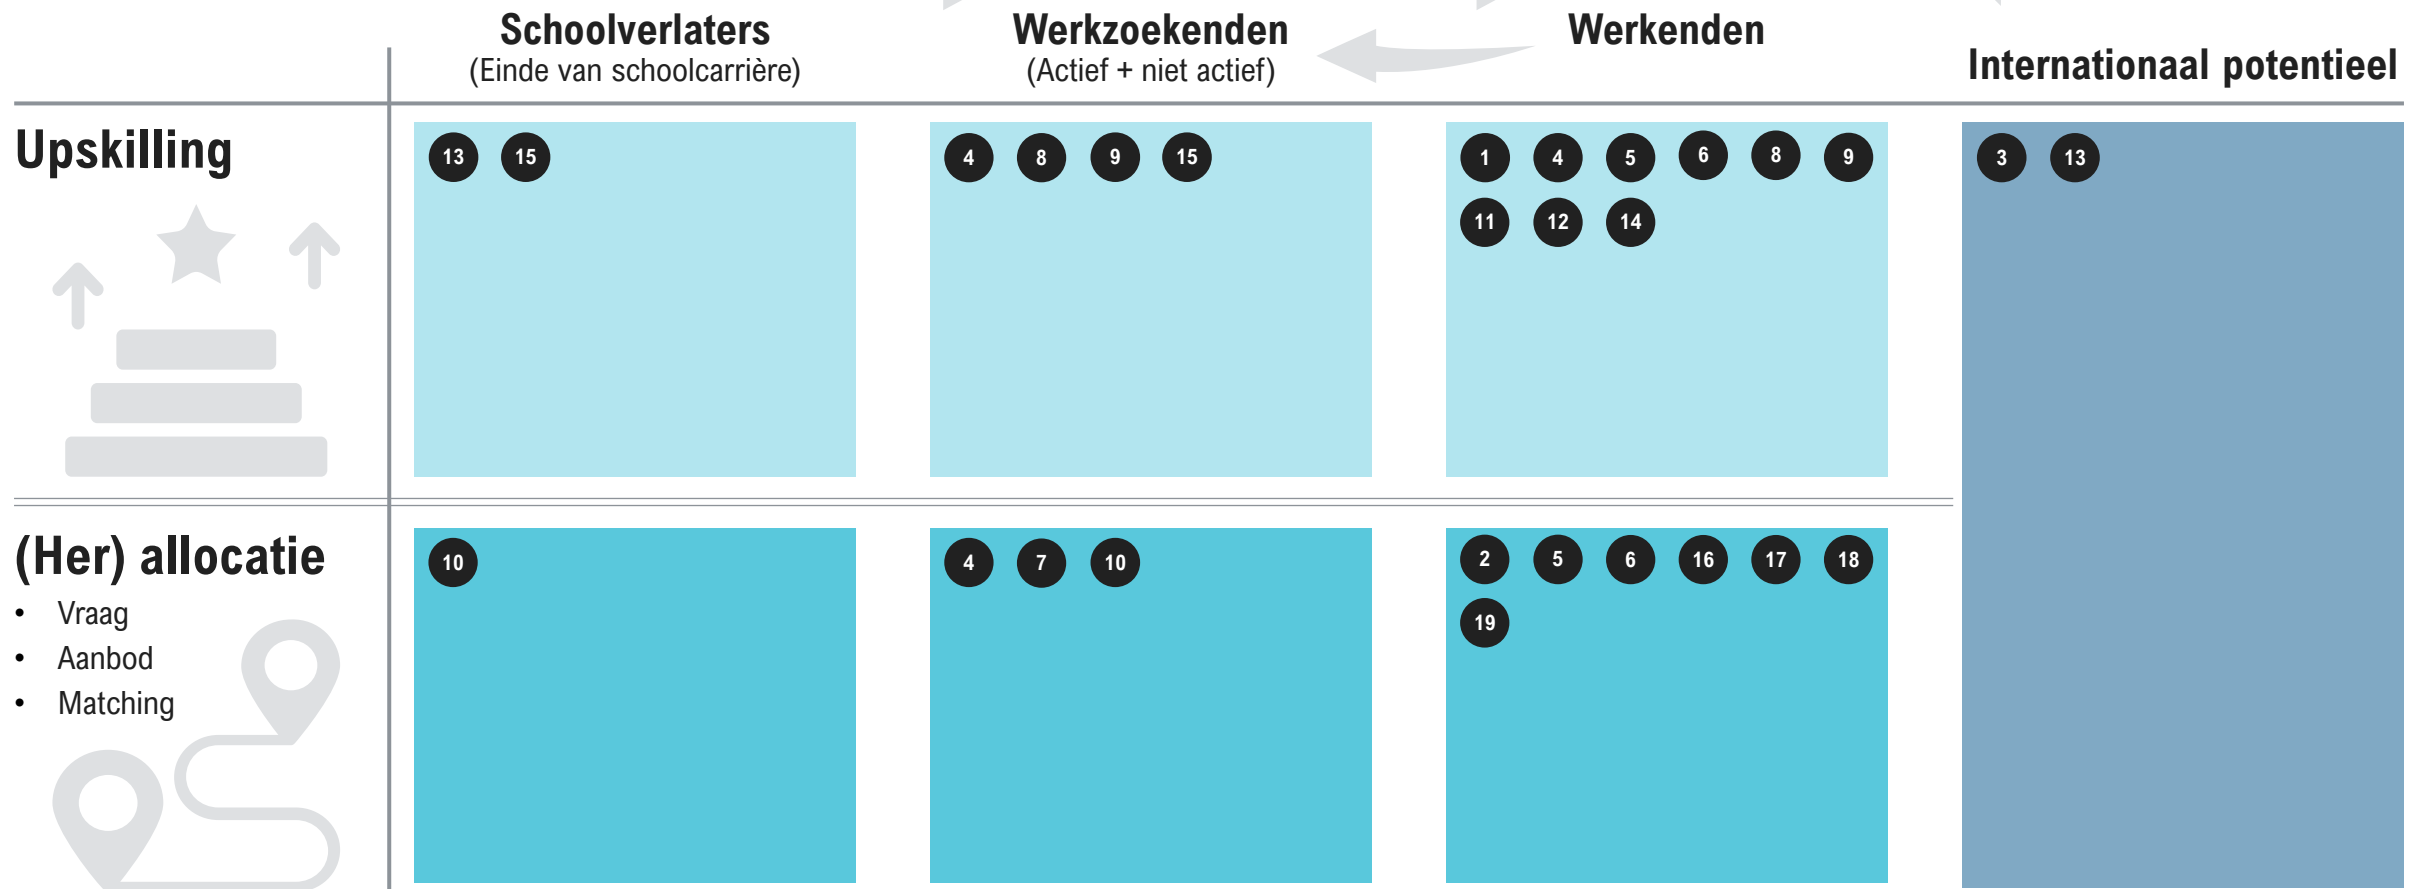 Schoolverlaters
(Einde van schoolcarrière)
Werkzoekenden
(Actief + niet actief)
Werkenden
Internationaal potentieel
Upskilling
13 15
4 8 9 15
1 4 5 6 8 9
11 12 14
3 13
(Her) allocatie
• Vraag
• Aanbod
• Matching
10
4 7 10
2 5 6 16 17 18
19